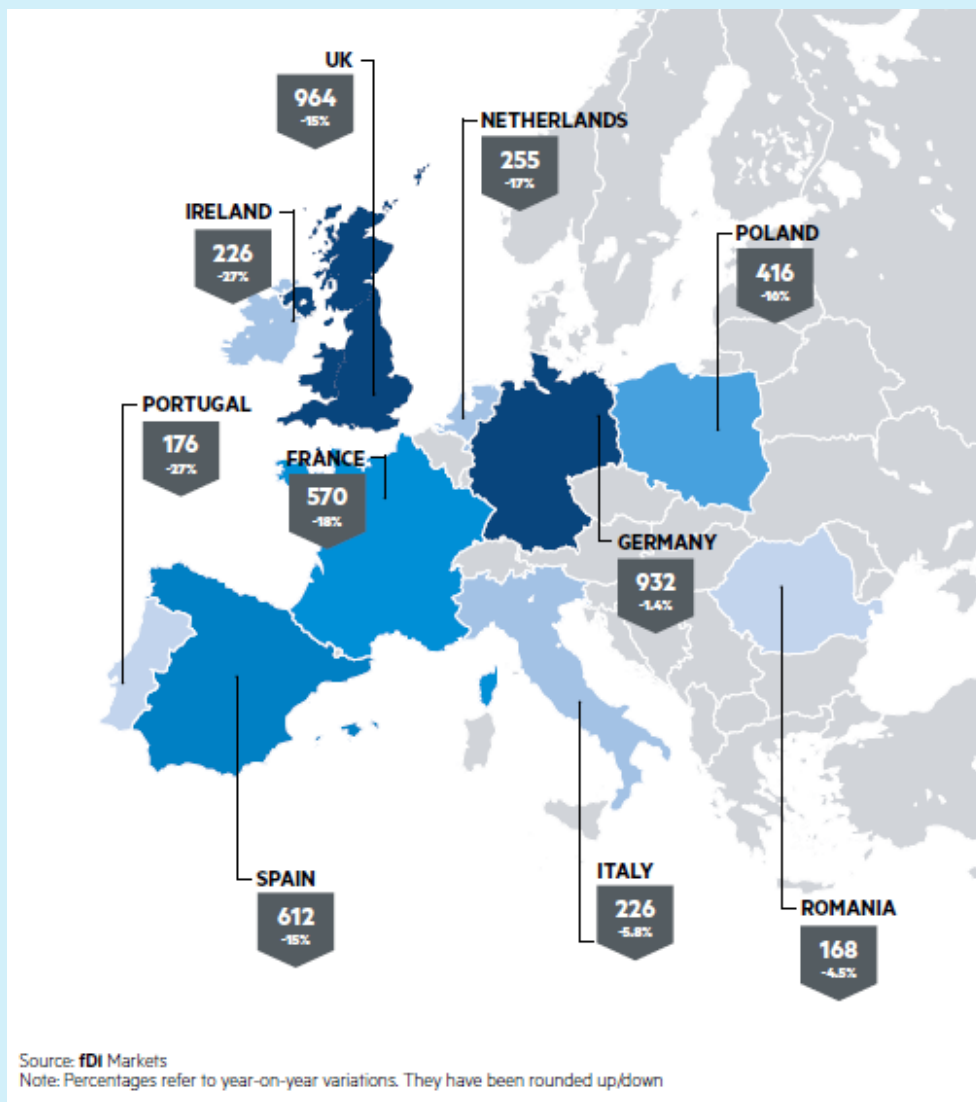 UK
964
-15%
NETHERLANDS
255
-17%
IRELAND
226
-27%
POLAND
416
-16%
PORTUGAL
176
-27%
FRANCE
570
-18%
GERMANY
932
-1.4%
SPAIN
612
-15%
ITALY
226
-5.8%
ROMANIA
168
-4.5%
Source: fDI Markets
Note: Percentages refer to year-on-year variations. They have been rounded up/down